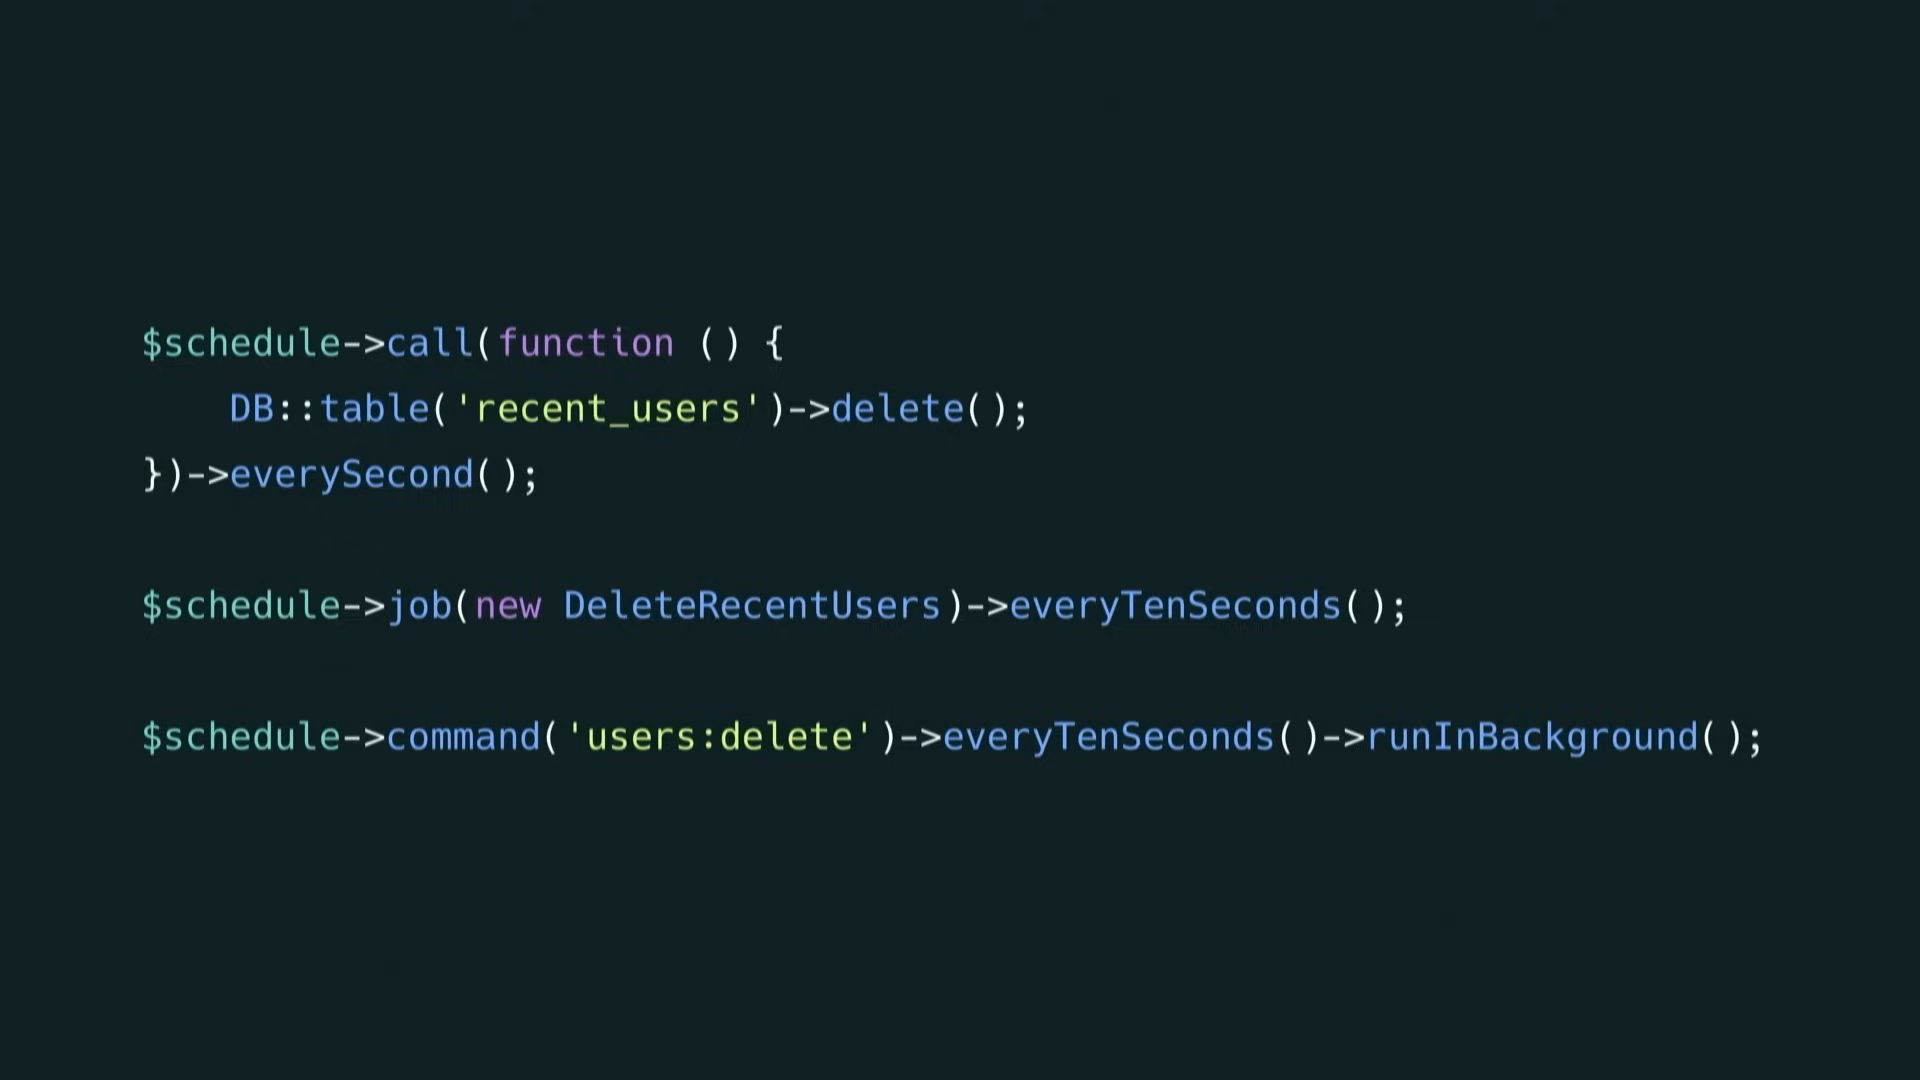 $schedule->call(function () {
    DB::table('recent_users')->delete();
})->everySecond();

$schedule->job(new DeleteRecentUsers)->everyTenSeconds();

$schedule->command('users:delete')->everyTenSeconds()->runInBackground();